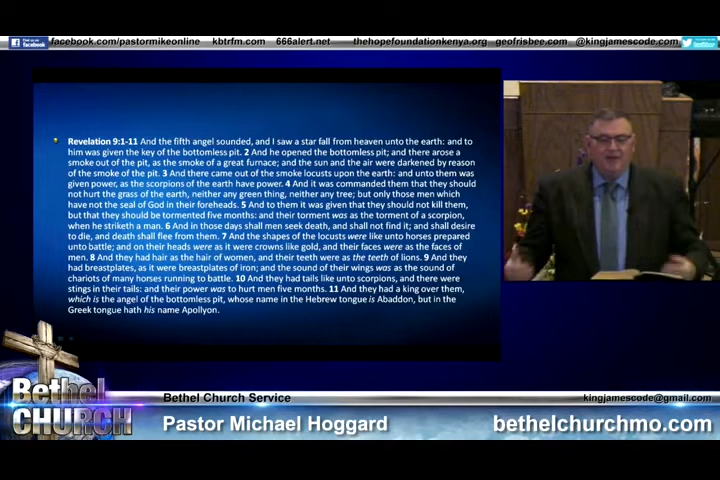 Find us on facebook facebook.com/pastormikeonline kbtrfm.com 666alert.net thehopefoundationkenya.org geofrisbee.com @kingjamescode.com
Revelation 9:1-11 And the fifth angel sounded, and I saw a star fall from heaven unto the earth: and to
him was given the key of the bottomless pit. 2 And he opened the bottomless pit; and there arose a
smoke out of the pit, as the smoke of a great furnace; and the sun and the air were darkened by reason
of the smoke of the pit. 3 And there came out of the smoke locusts upon the earth: and unto them was
given power, as the scorpions of the earth have power. 4 And it was commanded them that they should
not hurt the grass of the earth, neither any green thing, neither any tree; but only those men which
have not the seal of God in their foreheads. 5 And to them it was given that they should not kill them,
but that they should be tormented five months: and their torment was as the torment of a scorpion,
when he striketh a man. 6 And in those days shall men seek death, and shall not find it; and shall desire
to die, and death shall flee from them. 7 And the shapes of the locusts were like unto horses prepared
unto battle; and on their heads were as it were crowns like gold, and their faces were as the faces of
men. 8 And they had hair as the hair of women, and their teeth were as the teeth of lions. 9 And they
had breastplates, as it were breastplates of iron; and the sound of their wings was as the sound of
chariots of many horses running to battle. 10 And they had tails like unto scorpions, and there were
stings in their tails: and their power was to hurt men five months. 11 And they had a king over them,
which is the angel of the bottomless pit, whose name in the Hebrew tongue is Abaddon, but in the
Greek tongue hath his name Apollyon.
Bethel
CHURCH
Bethel Church Service
kingjamescode@gmail.com
Pastor Michael Hoggard
bethelchurchmo.com